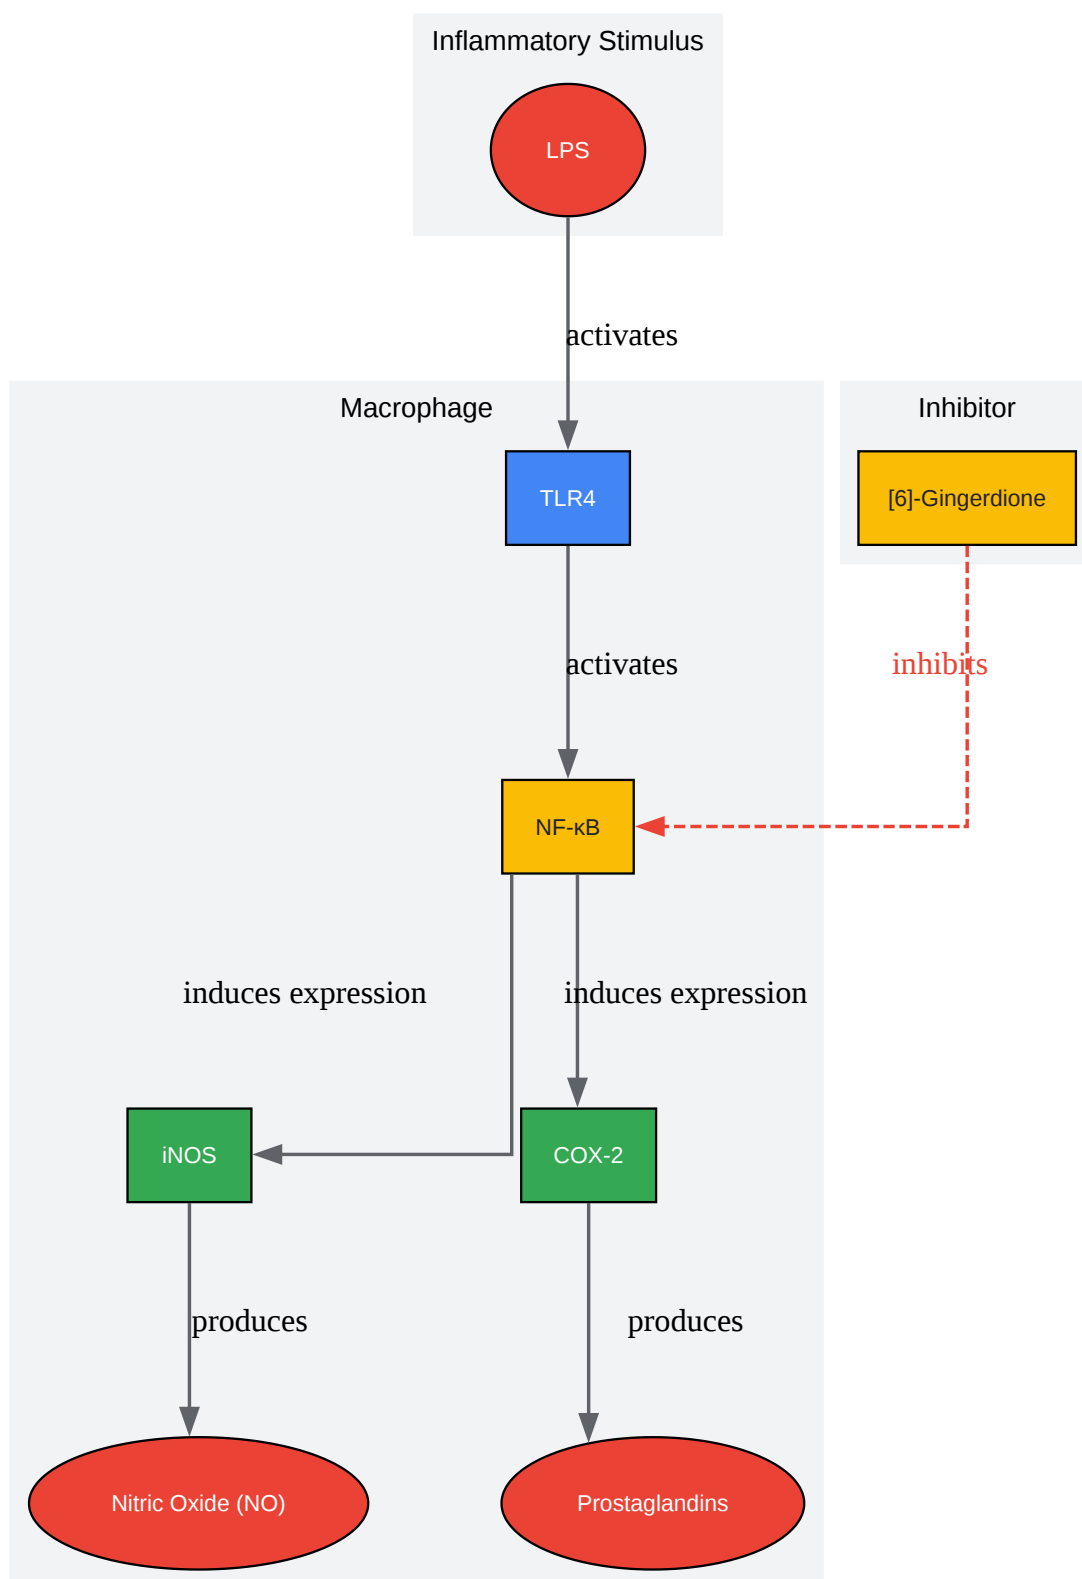 Inflammatory Stimulus
LPS
activates
Macrophage
Inhibitor
TLR4
[6]-Gingerdione
activates
inhibits
NF-κB
induces expression
induces expression
iNOS
COX-2
produces
produces
Nitric Oxide (NO)
Prostaglandins